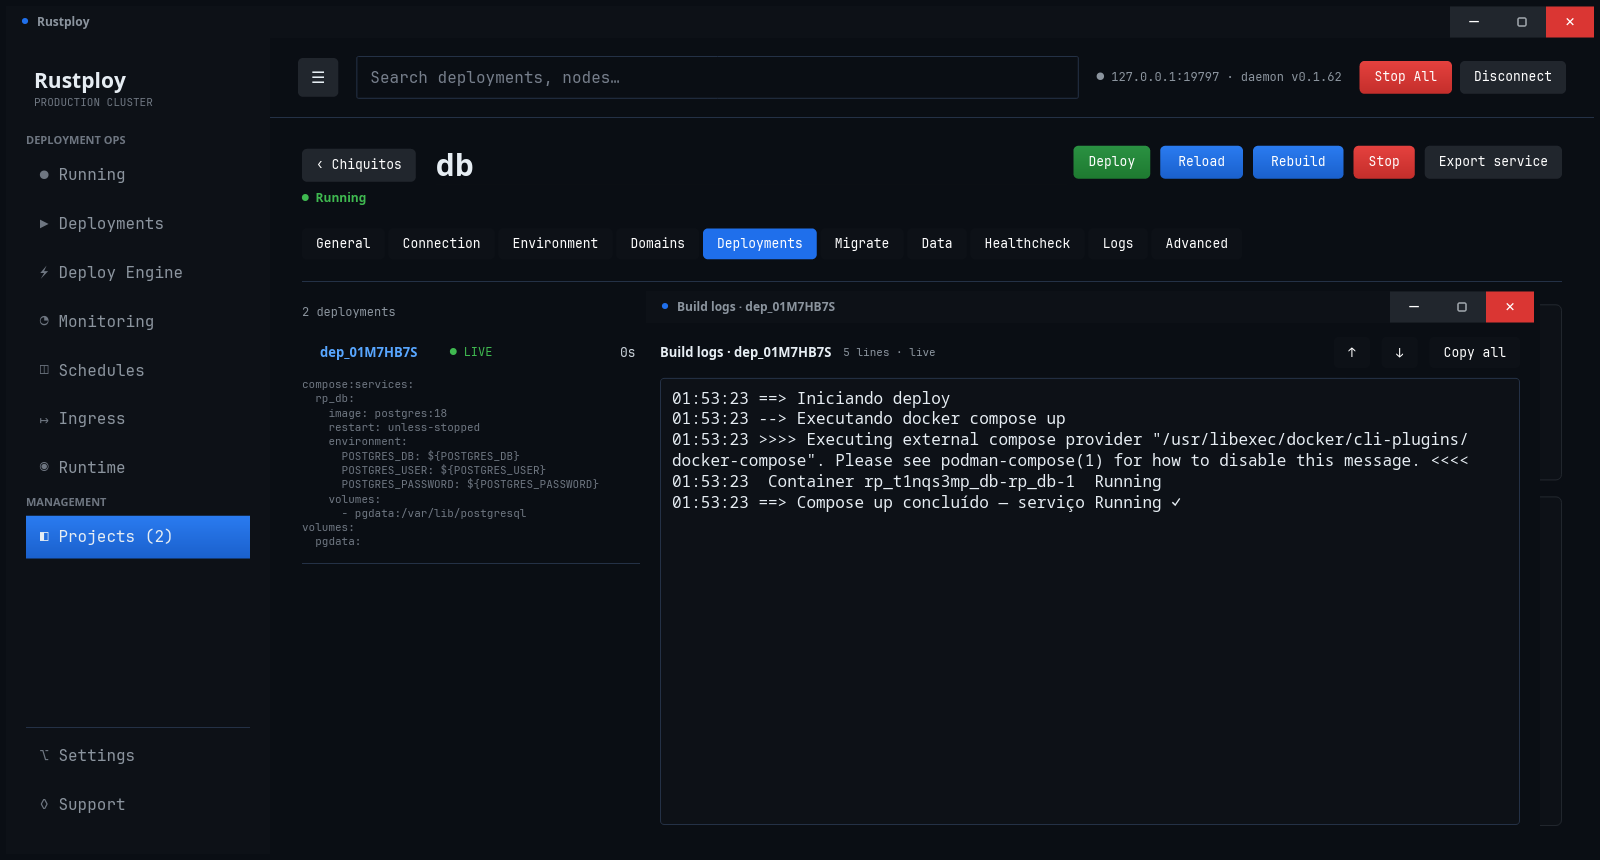 Rustploy
Rustploy
PRODUCTION CLUSTER
DEPLOYMENT OPS
Running
Deployments
Deploy Engine
Monitoring
Schedules
Ingress
Runtime
MANAGEMENT
Projects (2)
Settings
Support
Search deployments, nodes…
127.0.0.1:19797 · daemon v0.1.62
Stop All
Disconnect
‹ Chiquitos
db
Deploy
Reload
Rebuild
Stop
Export service
Running
General
Connection
Environment
Domains
Deployments
Migrate
Data
Healthcheck
Logs
Advanced
2 deployments
dep_01M7HB7S
LIVE
0s
compose:services:
rp_db:
image: postgres:18
restart: unless-stopped
environment:
POSTGRES_DB: ${POSTGRES_DB}
POSTGRES_USER: ${POSTGRES_USER}
POSTGRES_PASSWORD: ${POSTGRES_PASSWORD}
volumes:
- pgdata:/var/lib/postgresql
volumes:
pgdata:
Build logs · dep_01M7HB7S
Build logs · dep_01M7HB7S
5 lines · live
↑
↓
Copy all
01:53:23 ==> Iniciando deploy
01:53:23 --> Executando docker compose up
01:53:23 >>>> Executing external compose provider "/usr/libexec/docker/cli-plugins/
docker-compose". Please see podman-compose(1) for how to disable this message. <<<<
01:53:23  Container rp_t1nqs3mp_db-rp_db-1  Running
01:53:23 ==> Compose up concluído — serviço Running ✓